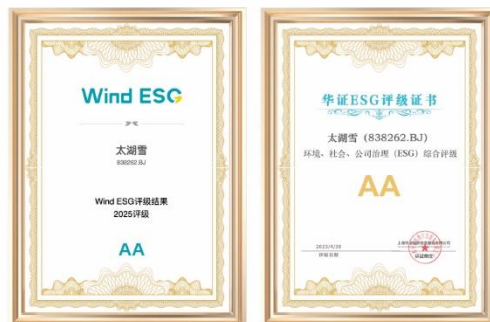 Wind ESG
太湖雪
838262.BJ
Wind ESG评级结果
2025评级
AA
华证ESG评级证书
太湖雪（838262.BJ）
环境、社会、公司治理（ESG）综合评级
AA
评级日期